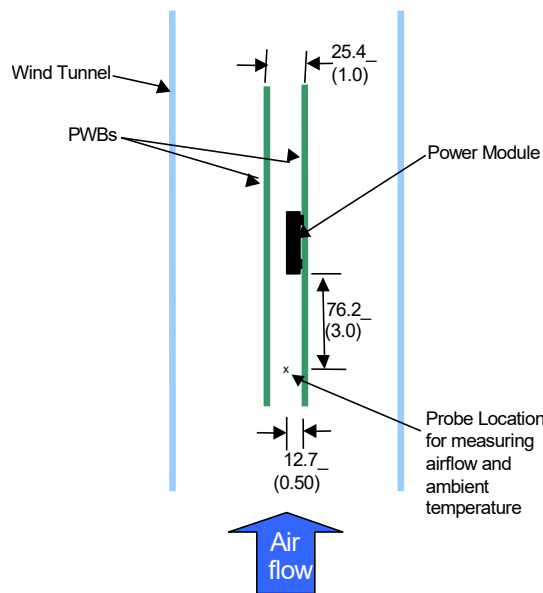 25.4_
(1.0)
Wind Tunnel
PWBs
Power Module
76.2_
(3.0)
x
Probe Location
for measuring
airflow and
ambient
temperature
12.7_
(0.50)
Air
flow